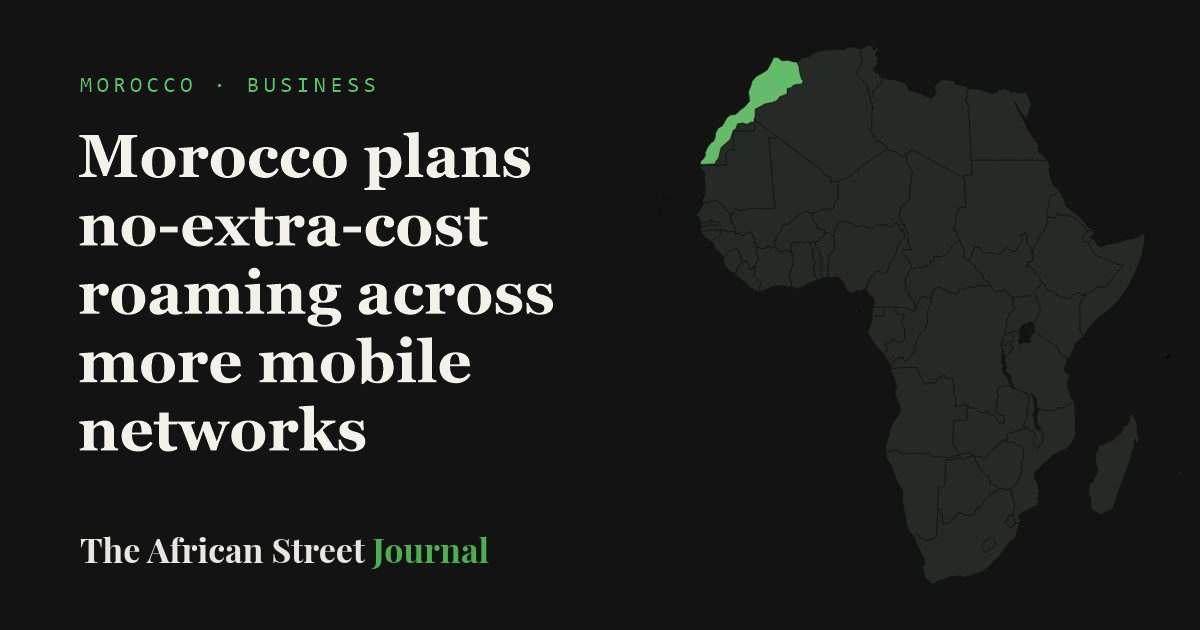 MOROCCO · BUSINESS
Morocco plans
no-extra-cost
roaming across
more mobile
networks
The African Street Journal